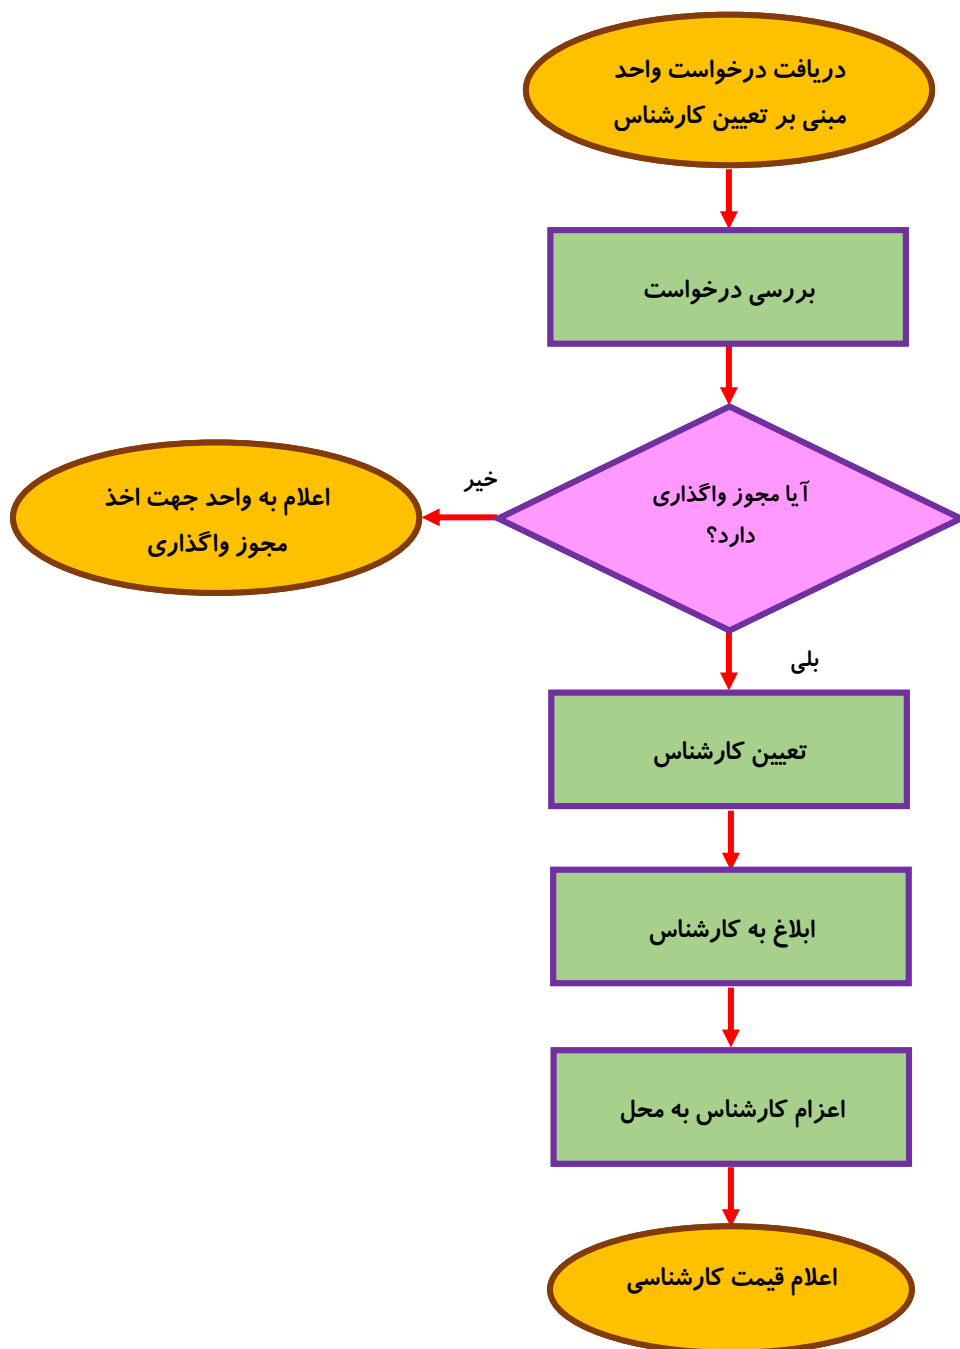 دریافت درخواست واحد
مبنی بر تعیین کارشناس
بررسی درخواست
آیا مجوز واگذاری
دارد؟
خیر
اعلام به واحد جهت اخذ
مجوز واگذاری
بلی
تعیین کارشناس
ابلاغ به کارشناس
اعزام کارشناس به محل
اعلام قیمت کارشناسی